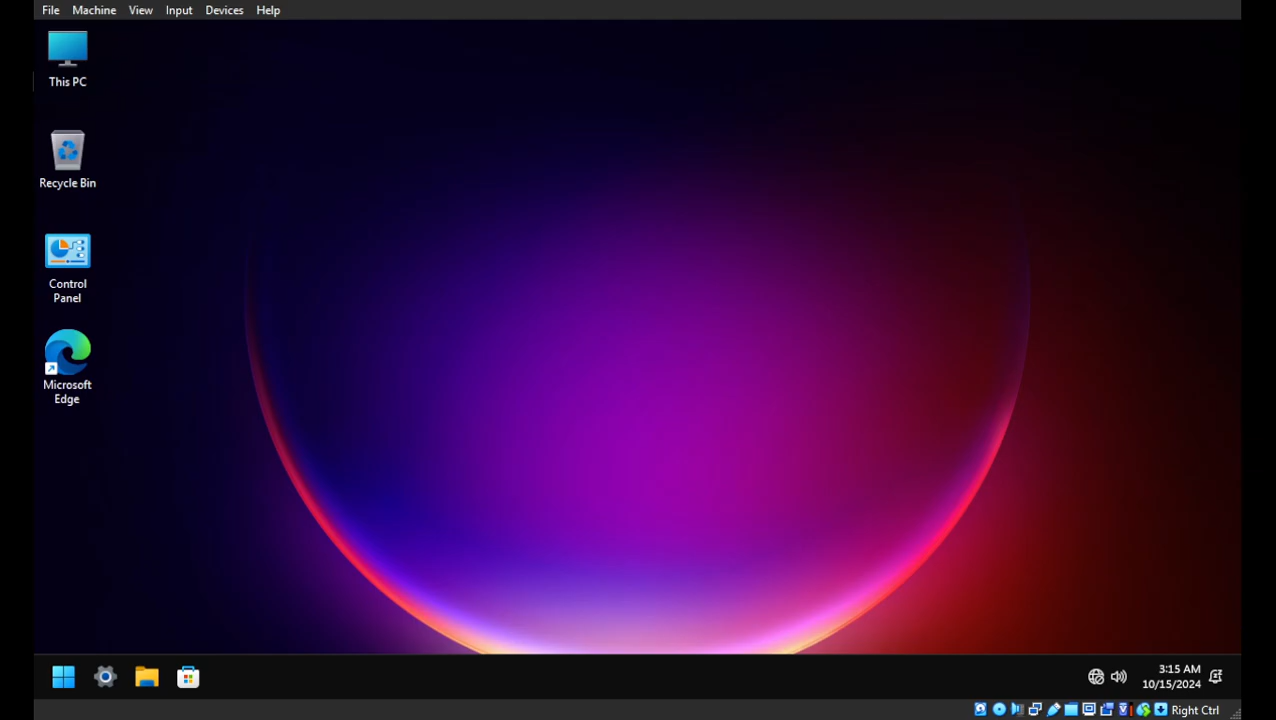 File Machine View Input Devices Help
This PC
Recycle Bin
Control
Panel
Microsoft
Edge
3:15 AM
10/15/2024
Right Ctrl